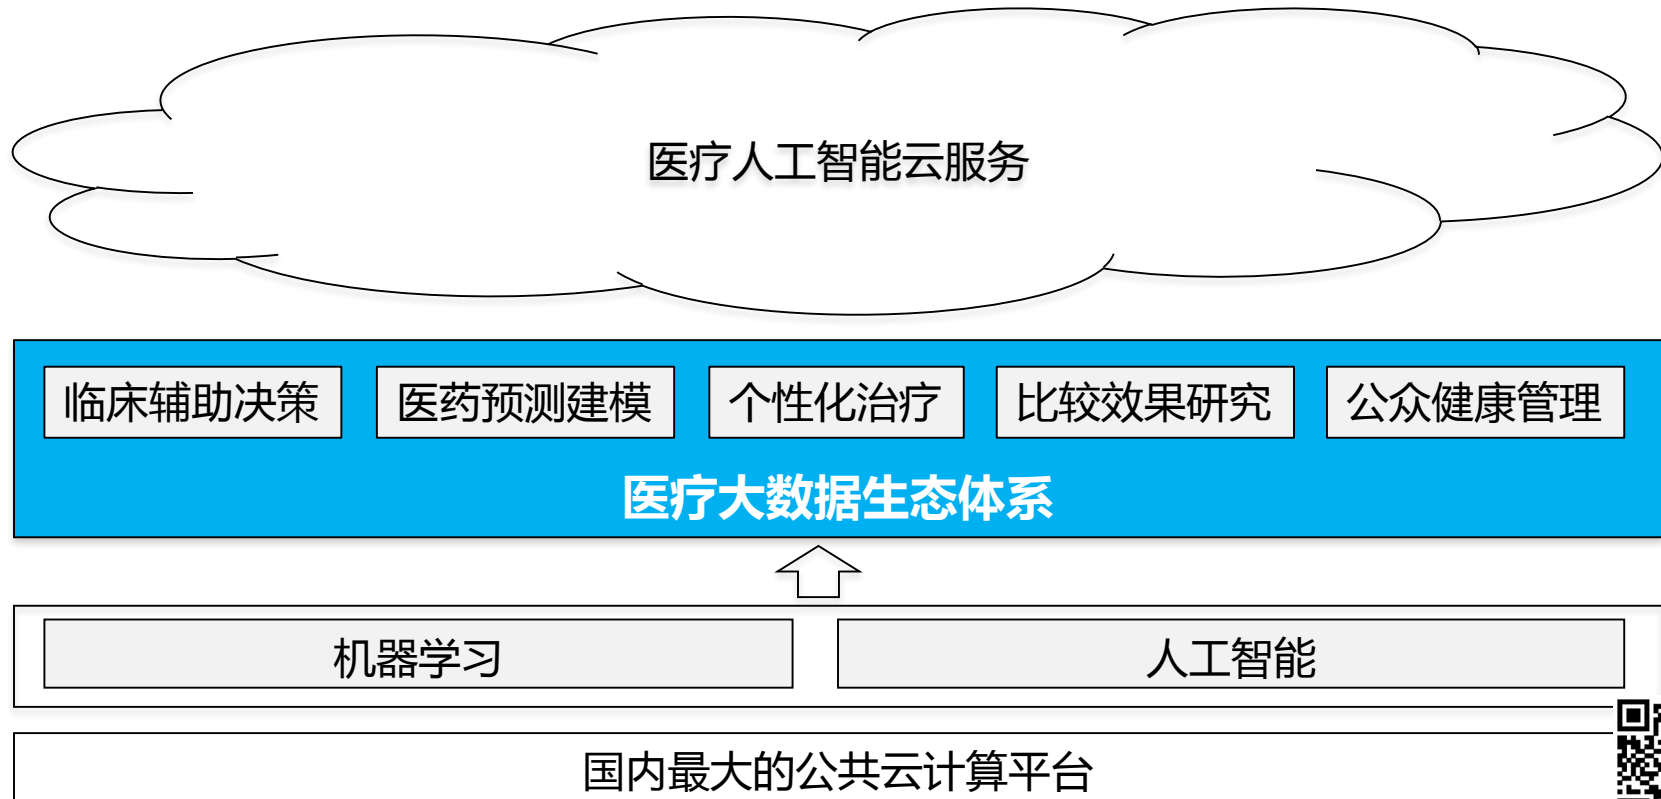 医疗人工智能云服务
临床辅助决策 医药预测建模 个性化治疗 比较效果研究 公众健康管理
医疗大数据生态体系
机器学习 人工智能
国内最大的公共云计算平台